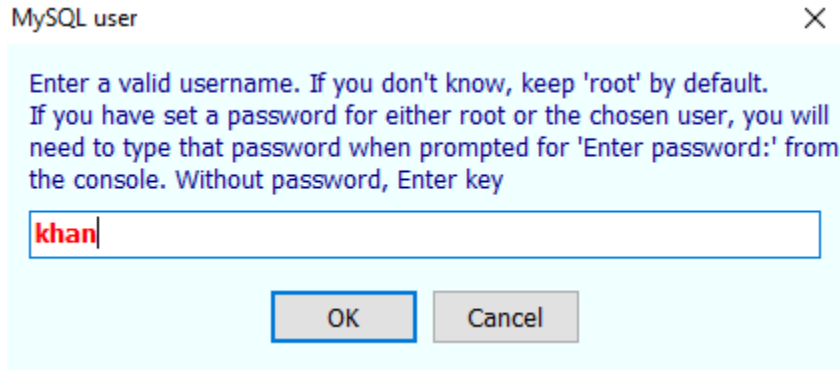 MySQL user
Enter a valid username. If you don't know, keep 'root' by default.
If you have set a password for either root or the chosen user, you will
need to type that password when prompted for 'Enter password:' from
the console. Without password, Enter key
khan
OK Cancel